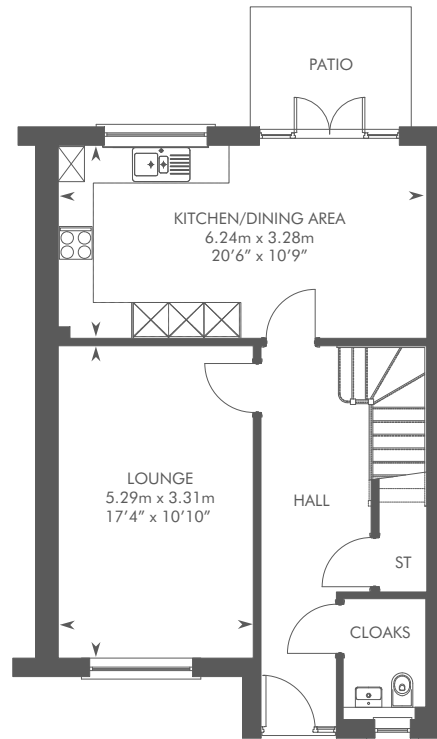 PATIO
KITCHEN/DINING AREA
6.24m x 3.28m
20’6” x 10’9”
LOUNGE
5.29m x 3.31m
17’4” x 10’10”
HALL
ST
CLOAKS